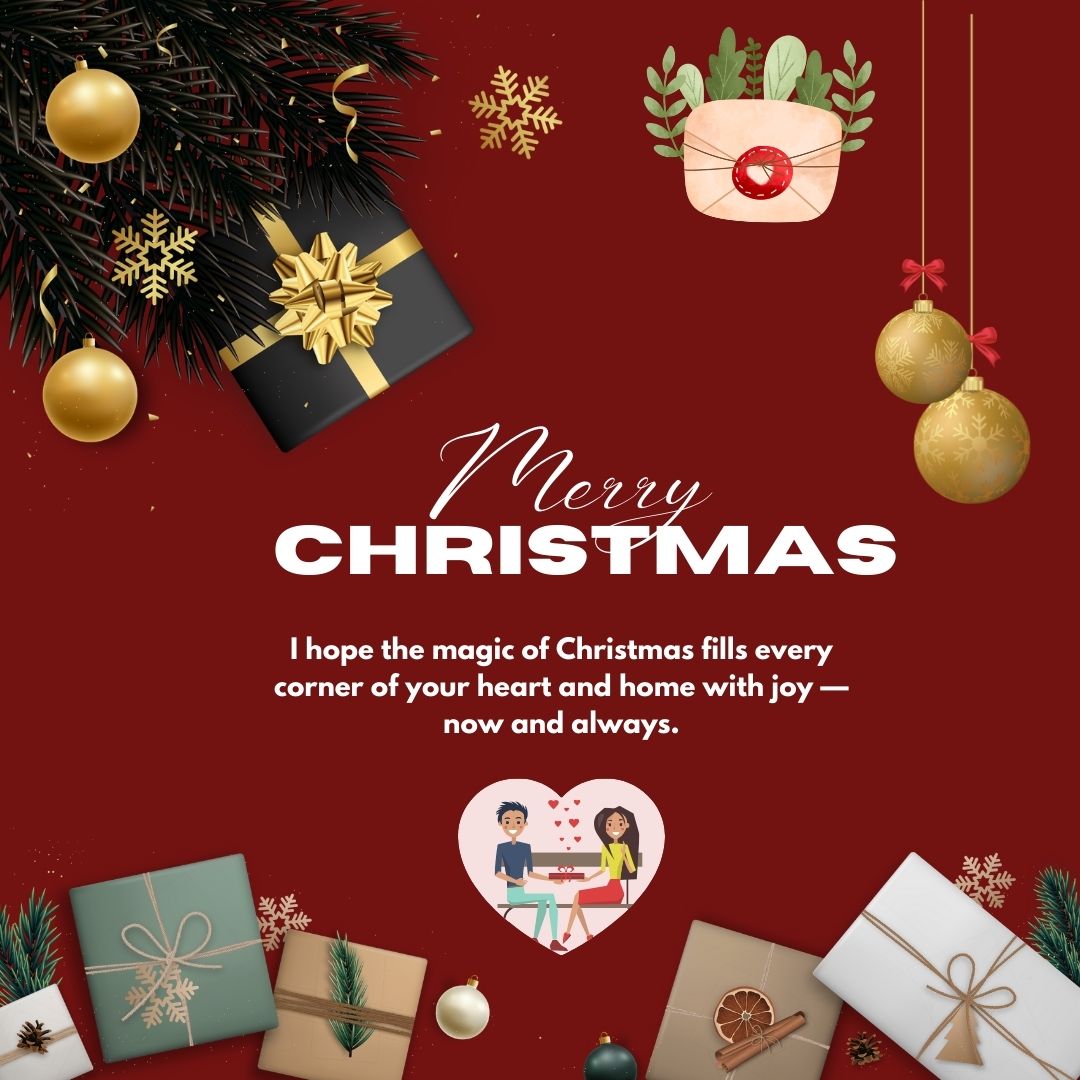 Merry
CHRISTMAS
I hope the magic of Christmas fills every
corner of your heart and home with joy —
now and always.